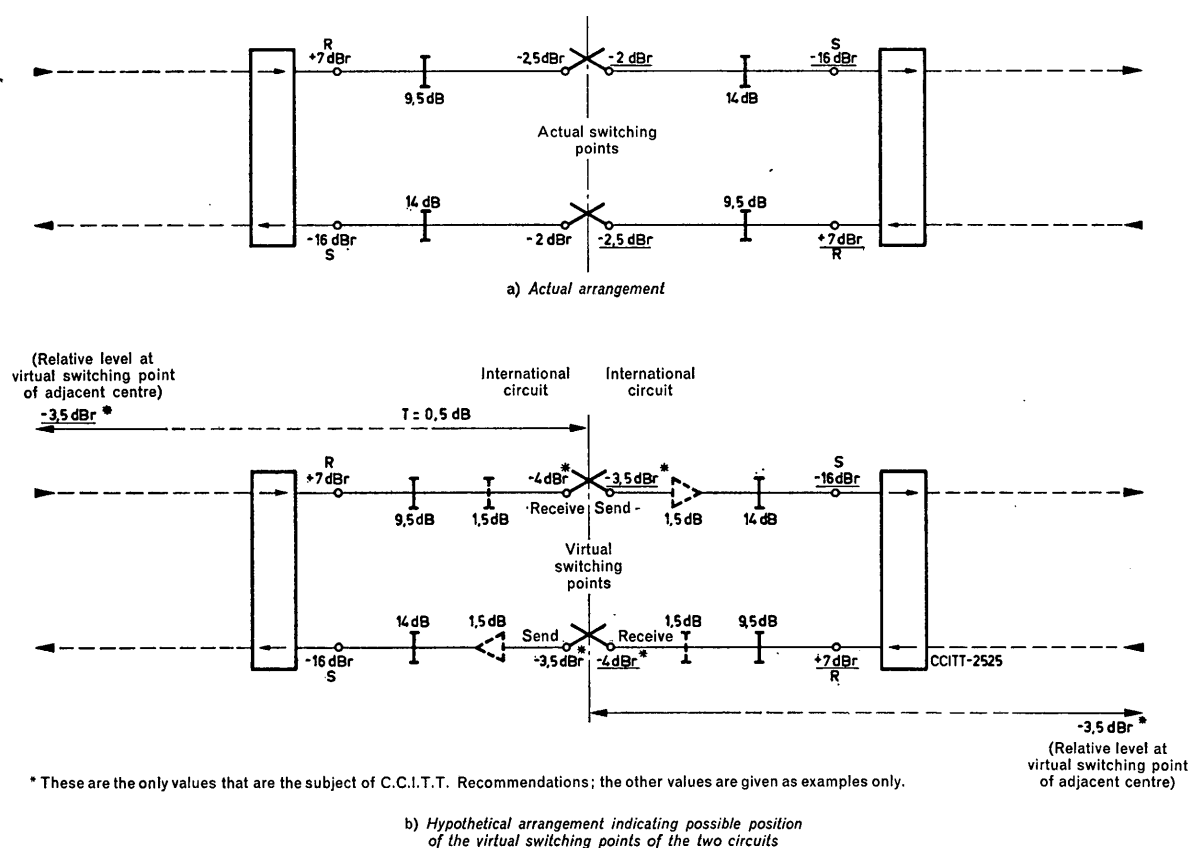 R
+7 dBr
-2,5dBr
-2 dBr
S
-16 dBr
9,5 dB
14 dB
Actual switching
points
14 dB
9,5 dB
-16 dBr
S
-2 dBr
-2,5 dBr
+7 dBr
R
a) Actual arrangement
(Relative level at
virtual switching point
of adjacent centre)
-3,5 dBr *
International
circuit
International
circuit
T = 0,5 dB
R
+7 dBr
-4 dBr *
-3,5 dBr *
S
-16 dBr
9,5 dB
1,5 dB
Receive
Send
1,5 dB
14 dB
Virtual
switching
points
14 dB
1,5 dB
Send
Receive
1,5 dB
9,5 dB
-16 dBr
S
-3,5 dBr *
-4 dBr *
+7 dBr
R
CCITT-2525
-3,5 dBr *
(Relative level at
virtual switching point
of adjacent centre)
* These are the only values that are the subject of C.C.I.T.T. Recommendations; the other values are given as examples only.
b) Hypothetical arrangement indicating possible position
of the virtual switching points of the two circuits